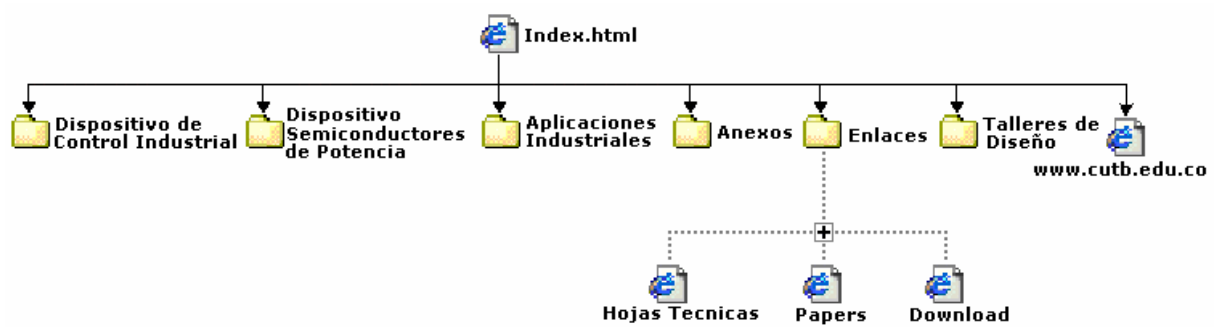 Index.html
Dispositivo de
Control Industrial
Dispositivo
Semiconductores
de Potencia
Aplicaciones
Industriales
Anexos
Enlaces
Talleres de
Diseño
www.cutb.edu.co
Hojas Tecnicas
Papers
Download